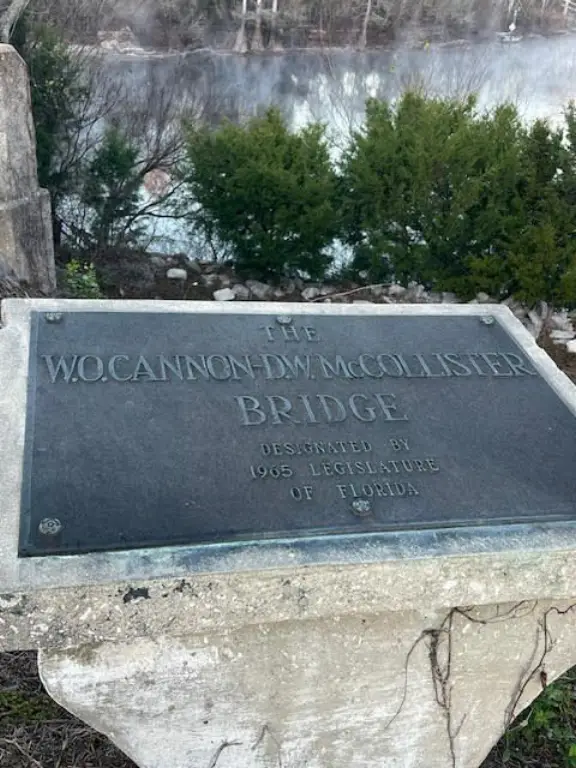 THE
W.O. CANNON-D.W. McCOLLISTER
BRIDGE
DESIGNATED BY
1965 LEGISLATURE
OF FLORIDA